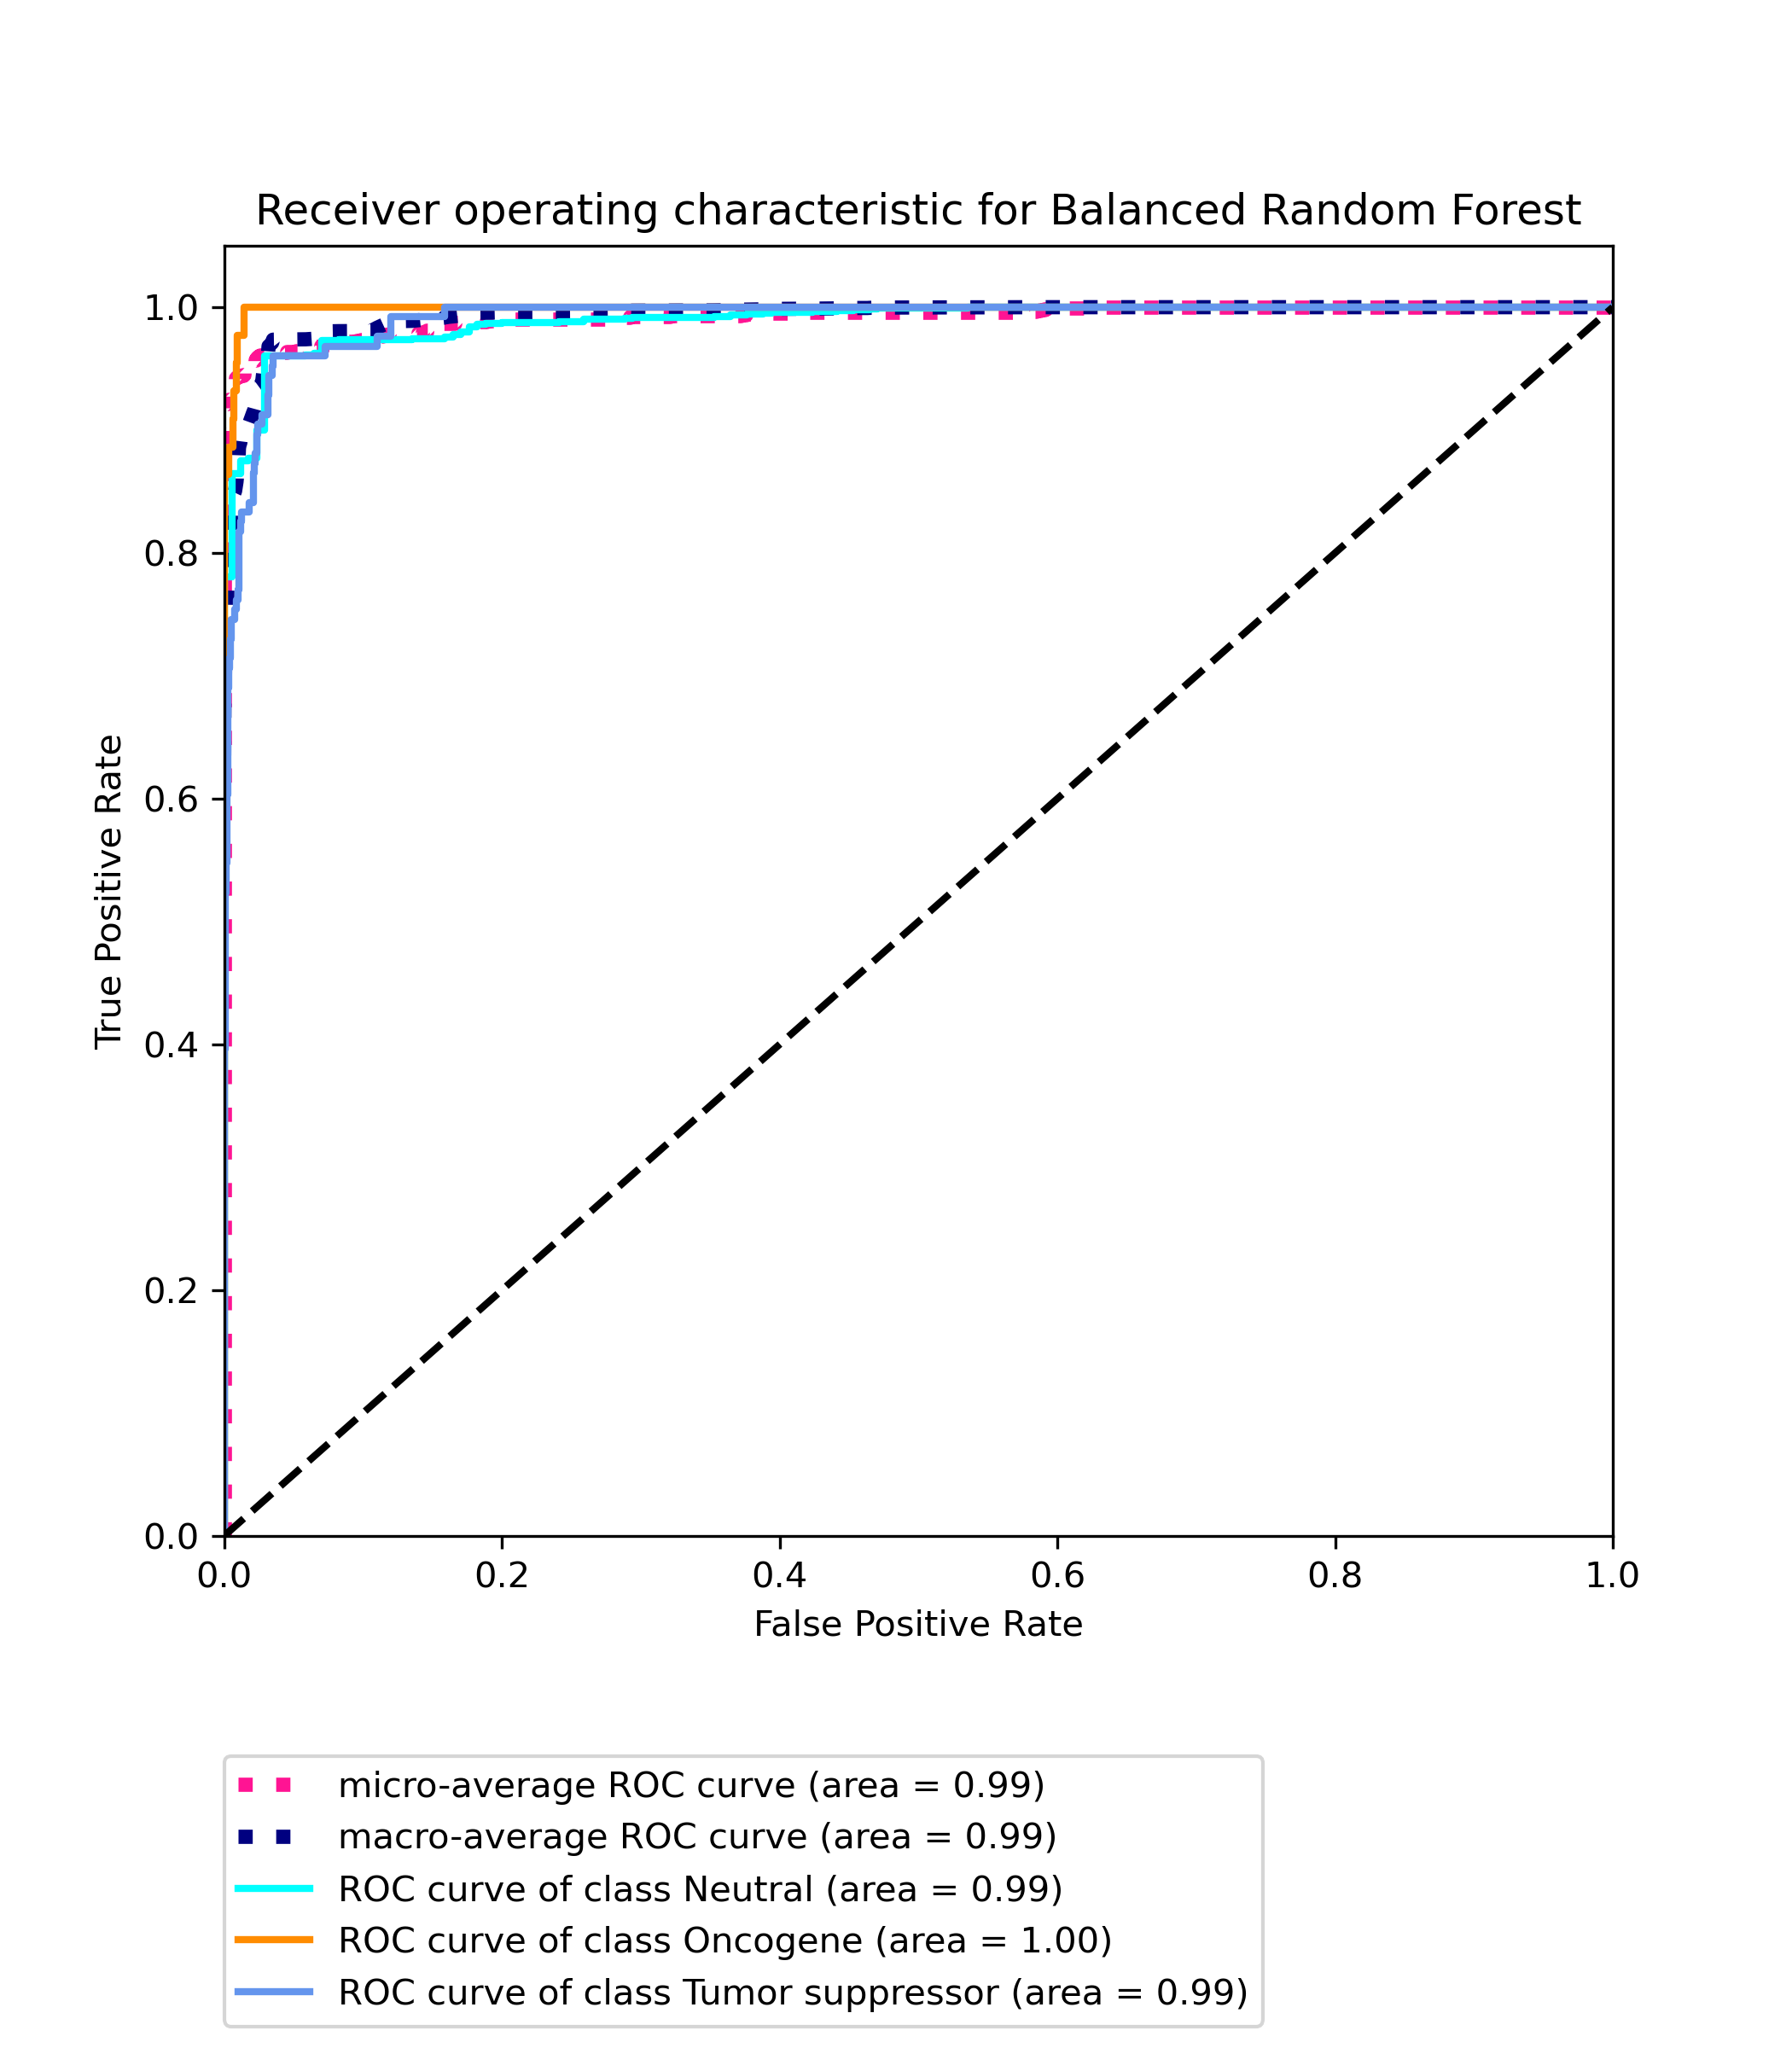 Receiver operating characteristic for Balanced Random Forest
1.0
0.8
0.6
0.4
0.2
0.0
True Positive Rate
0.0 0.2 0.4 0.6 0.8 1.0
False Positive Rate
micro-average ROC curve (area = 0.99)
macro-average ROC curve (area = 0.99)
ROC curve of class Neutral (area = 0.99)
ROC curve of class Oncogene (area = 1.00)
ROC curve of class Tumor suppressor (area = 0.99)